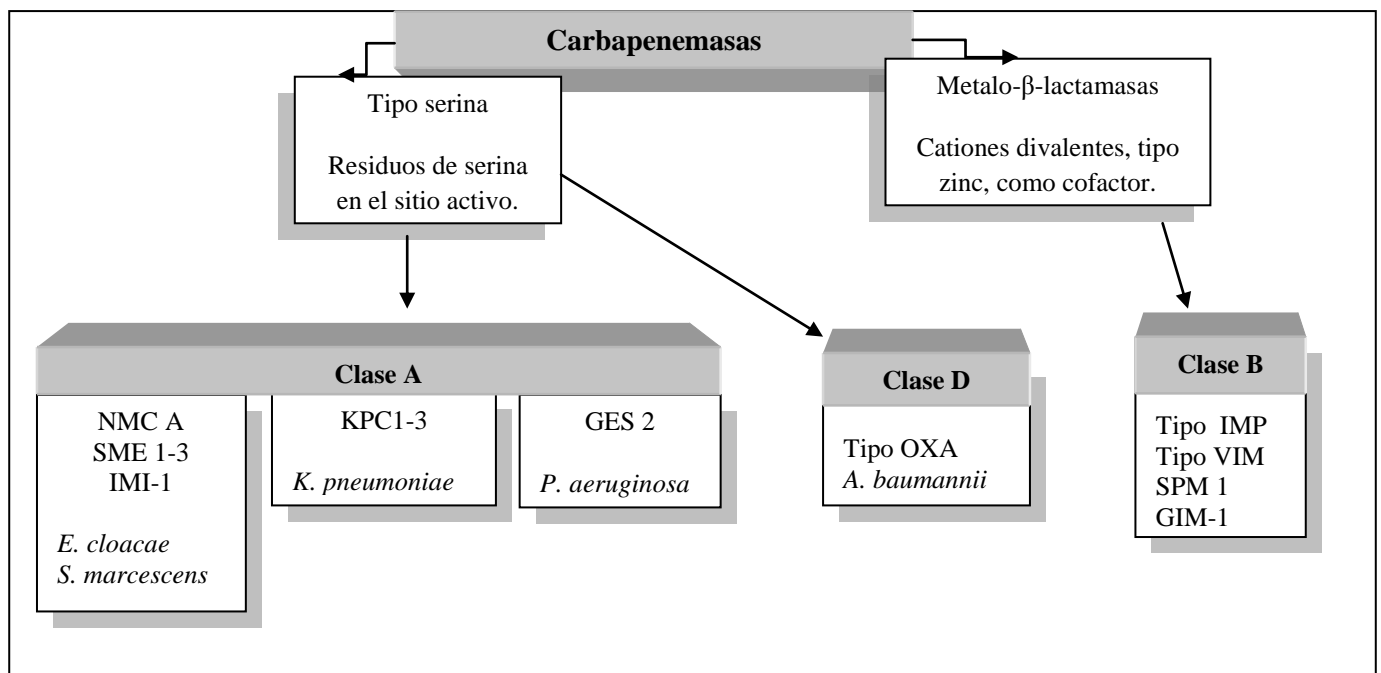 Carbapenemasas
Tipo serina
Residuos de serina
en el sitio activo.
Metalo-β-lactamasas
Cationes divalentes, tipo
zinc, como cofactor.
Clase A
NMC A
SME 1-3
IMI-1
E. cloacae
S. marcescens
KPC1-3
K. pneumoniae
GES 2
P. aeruginosa
Clase D
Tipo OXA
A. baumannii
Clase B
Tipo IMP
Tipo VIM
SPM 1
GIM-1